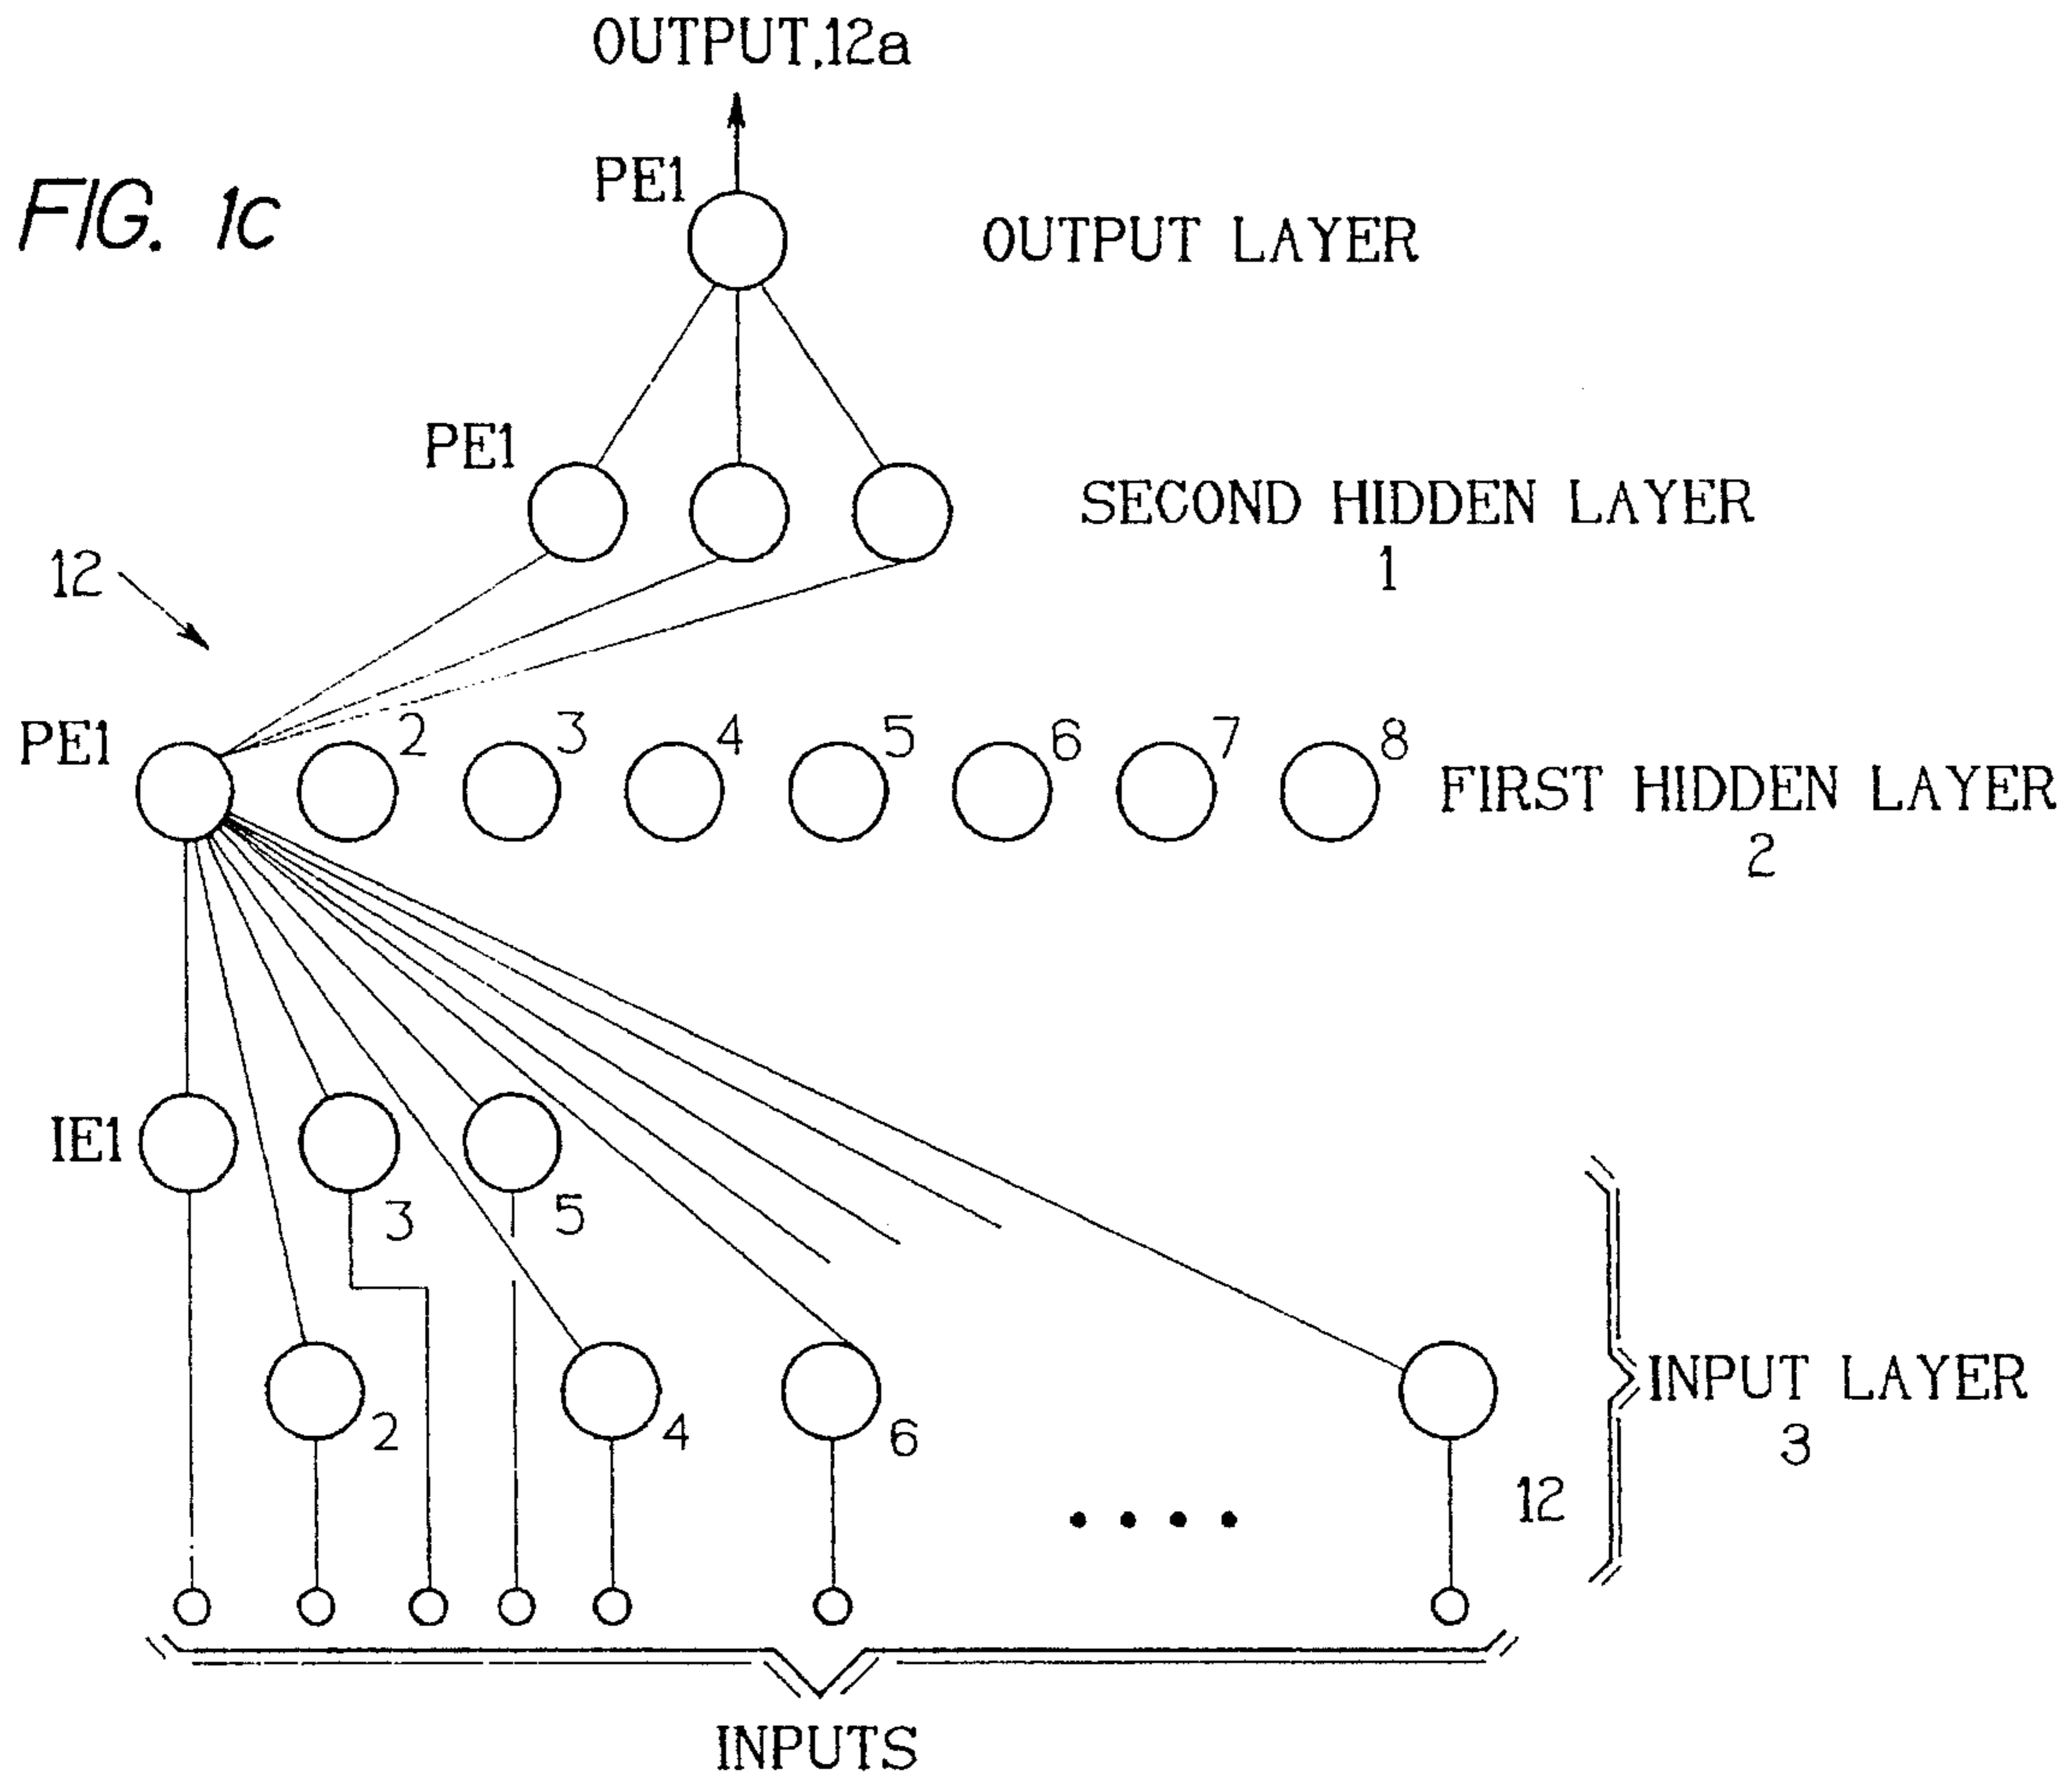 OUTPUT,12a
FIG. 1c
PE1
OUTPUT LAYER
PE1
SECOND HIDDEN LAYER
1
12
PE1
2 3 4 5 6 7 8
FIRST HIDDEN LAYER
2
IE1
3 5
2 4 6
12
INPUT LAYER
3
INPUTS